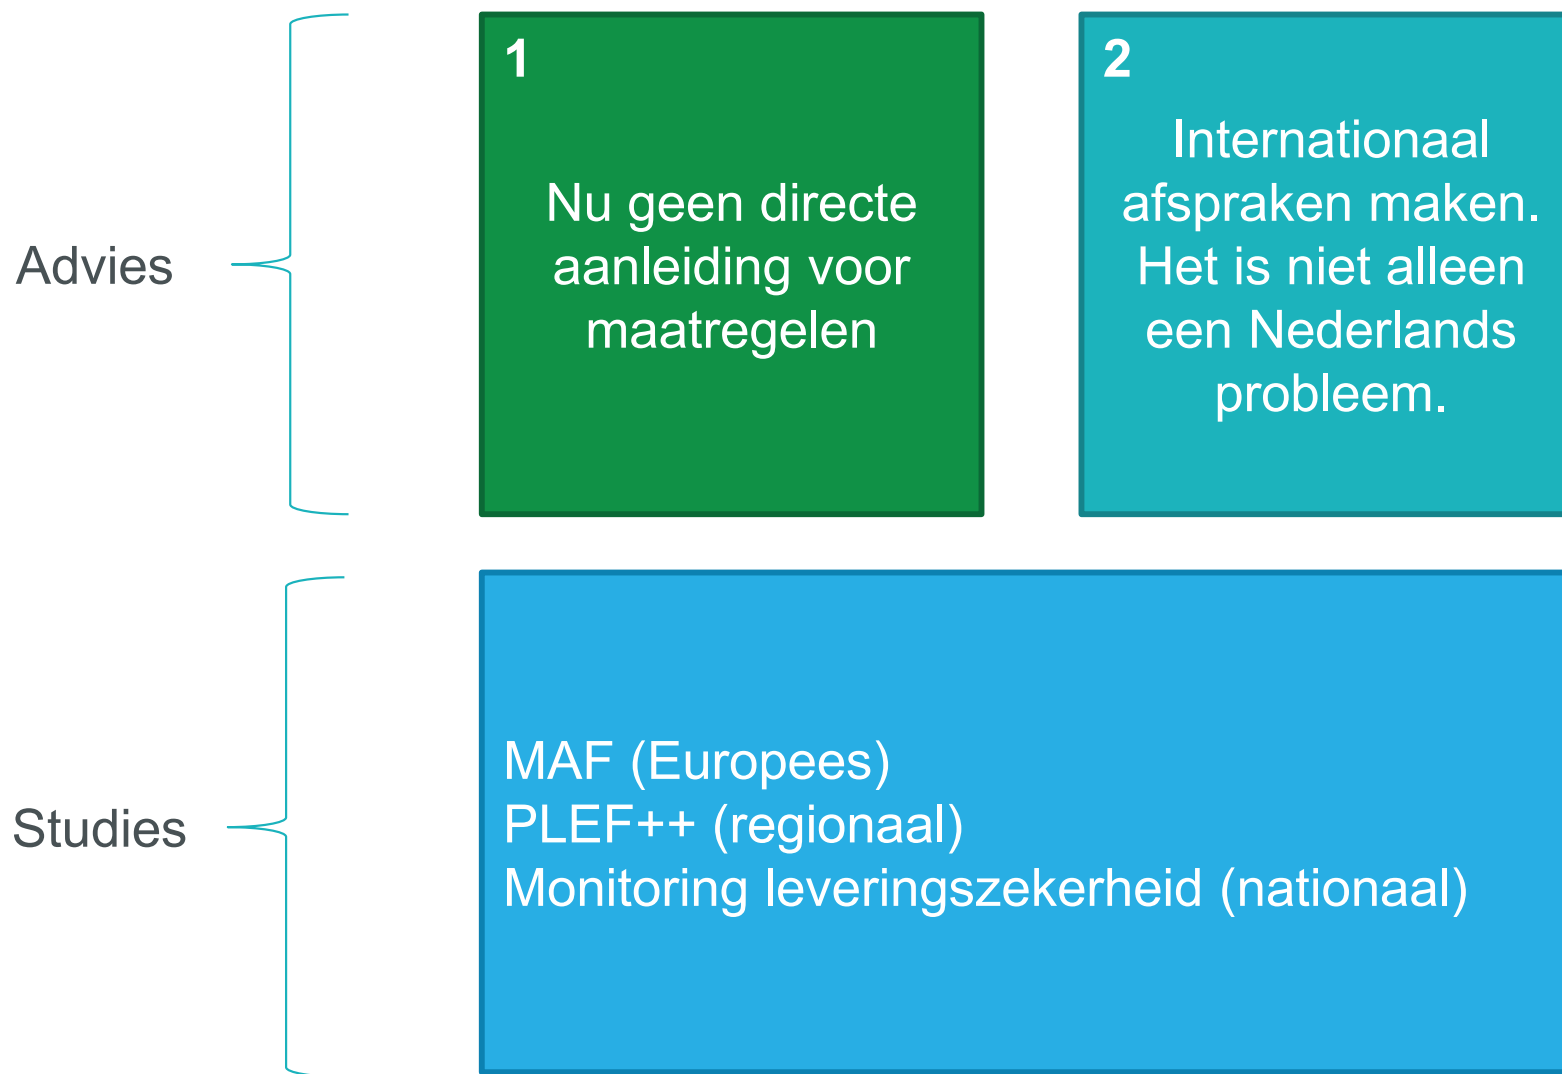 Advies
1
Nu geen directe
aanleiding voor
maatregelen
2
Internationaal
afspraken maken.
Het is niet alleen
een Nederlands
probleem.
Studies
MAF (Europees)
PLEF++ (regionaal)
Monitoring leveringszekerheid (nationaal)